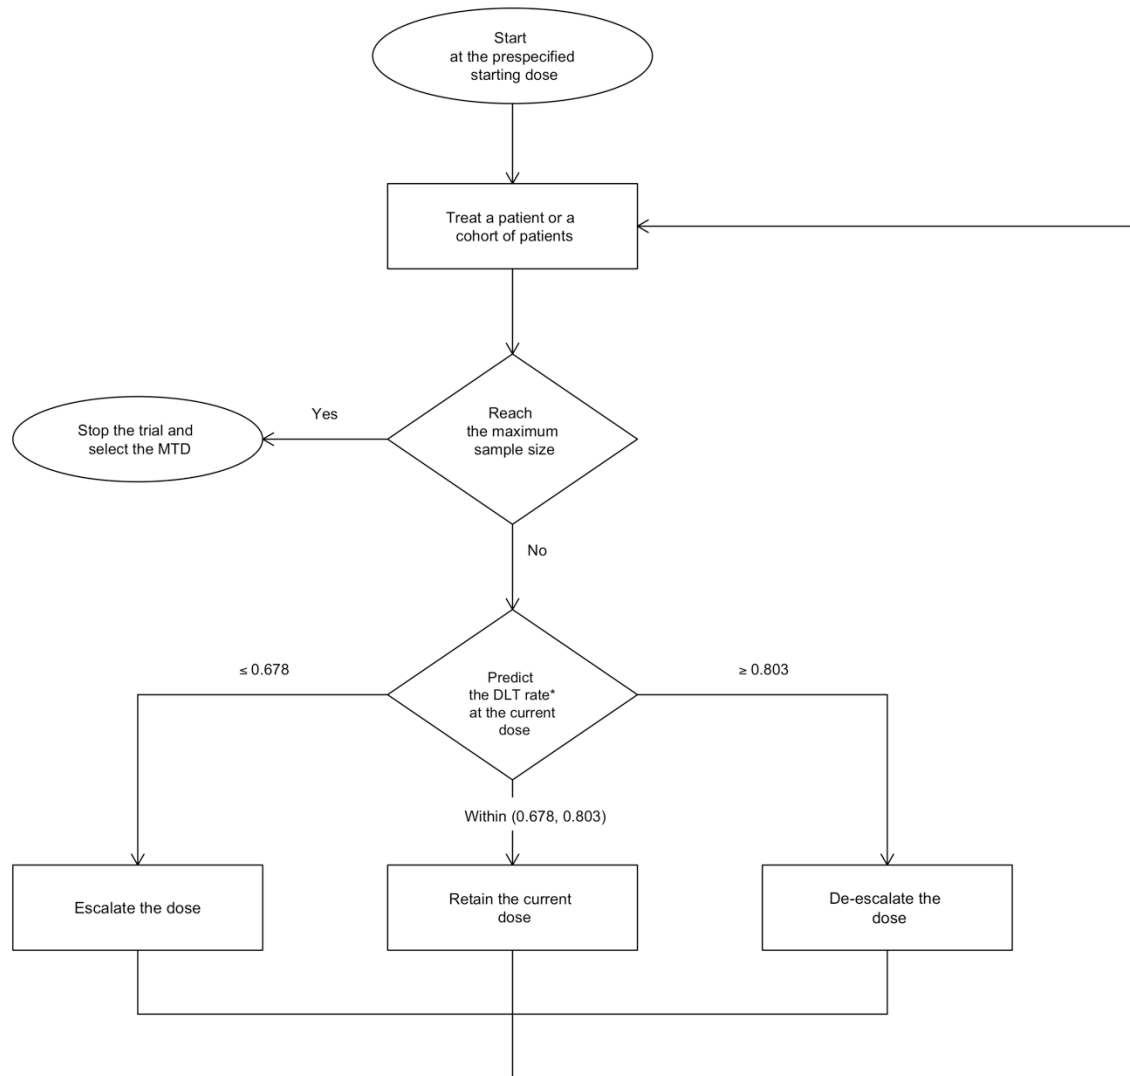 Start
at the prespecified
starting dose
Treat a patient or a
cohort of patients
Reach
the maximum
sample size
Yes
Stop the trial and
select the MTD
No
Predict
the DLT rate*
at the current
dose
≤ 0.678
≥ 0.803
Within (0.678, 0.803)
Escalate the dose
Retain the current
dose
De-escalate the
dose